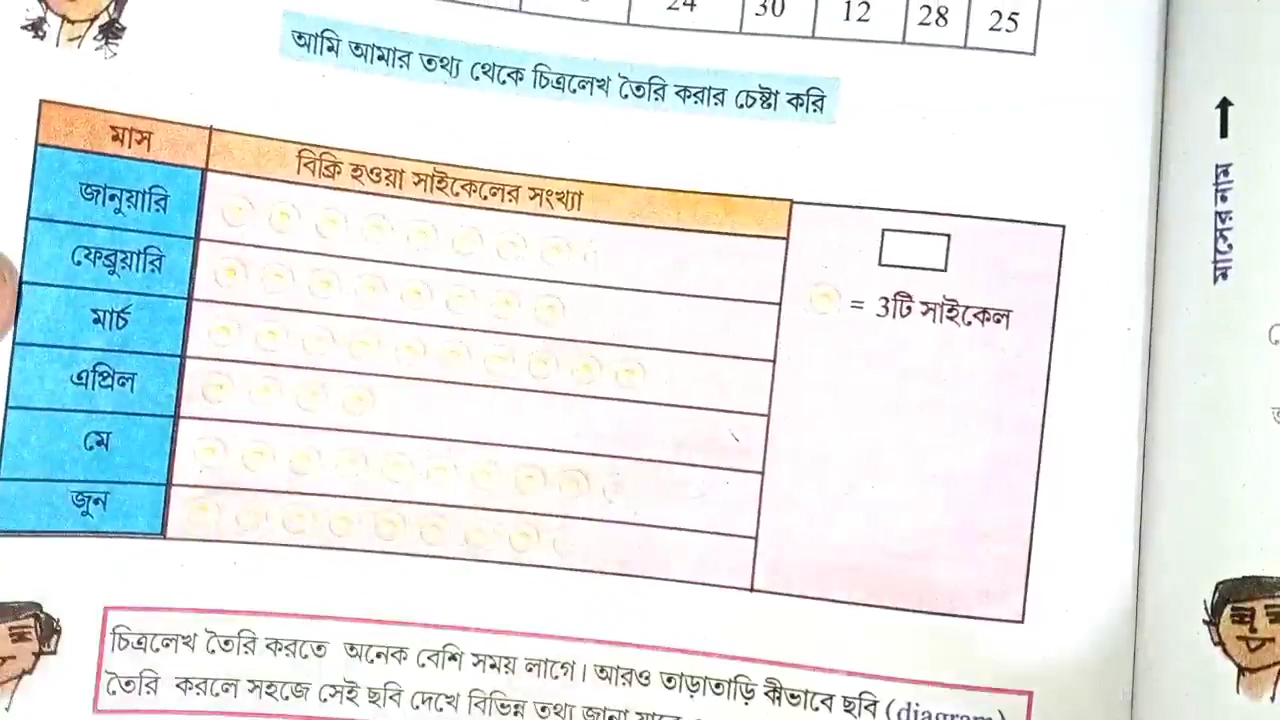 24 30 12 28 25
আমি আমার তথ্য থেকে চিত্রলেখ তৈরি করার চেষ্টা করি
মাস
বিক্রি হওয়া সাইকেলের সংখ্যা
জানুয়ারি
ফেব্রুয়ারি
মার্চ
এপ্রিল
মে
জুন
= 3টি সাইকেল
মাসের নাম
চিত্রলেখ তৈরি করতে অনেক বেশি সময় লাগে। আরও তাড়াতাড়ি কীভাবে ছবি (diagram)
তৈরি করলে সহজে সেই ছবি দেখে বিভিন্ন তথ্য জানা